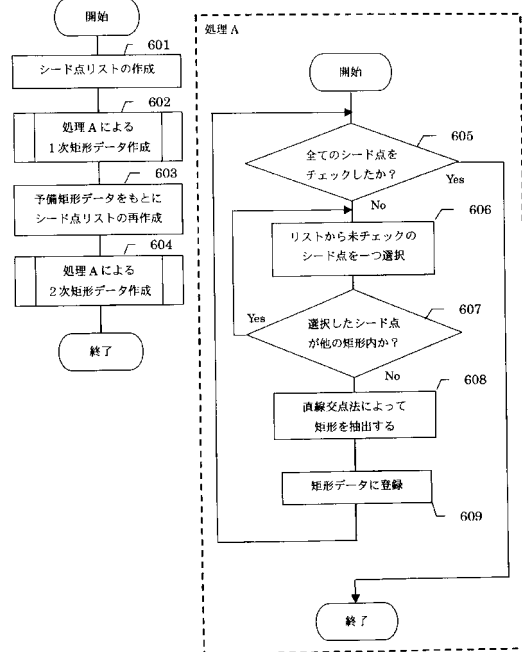 開始
601
シード点リストの作成
602
処理Aによる
1次矩形データ作成
603
予備矩形データをもとに
シード点リストの再作成
604
処理Aによる
2次矩形データ作成
終了
処理A
開始
605
全てのシード点を
チェックしたか?
Yes
No
606
リストから未チェックの
シード点を一つ選択
607
Yes
選択したシード点
が他の矩形内か?
No
608
直線交点法によって
矩形を抽出する
矩形データに登録
609
終了